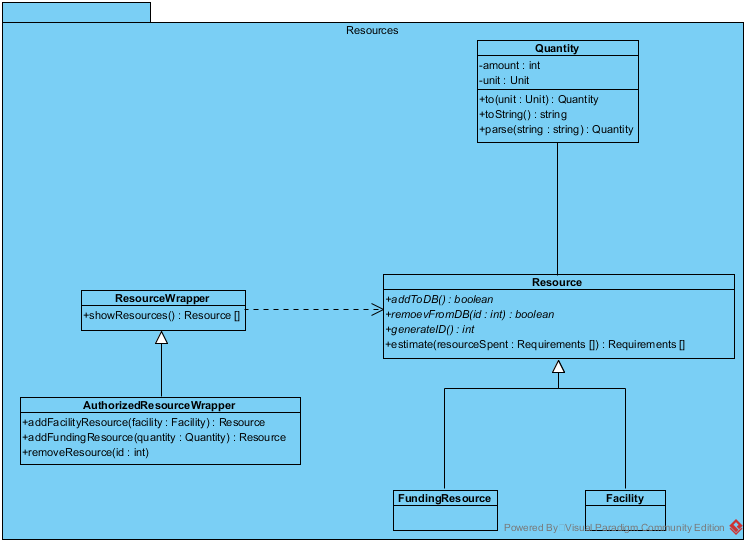 Resources
Quantity
-amount : int
-unit : Unit
+to(unit : Unit) : Quantity
+toString() : string
+parse(string : string) : Quantity
Resource
+addToDB() : boolean
+remoevFromDB(id : int) : boolean
+generateID() : int
+estimate(resourceSpent : Requirements []) : Requirements []
ResourceWrapper
+showResources() : Resource []
AuthorizedResourceWrapper
+addFacilityResource(facility : Facility) : Resource
+addFundingResource(quantity : Quantity) : Resource
+removeResource(id : int)
FundingResource
Facility
Powered By Visual Paradigm Community Edition